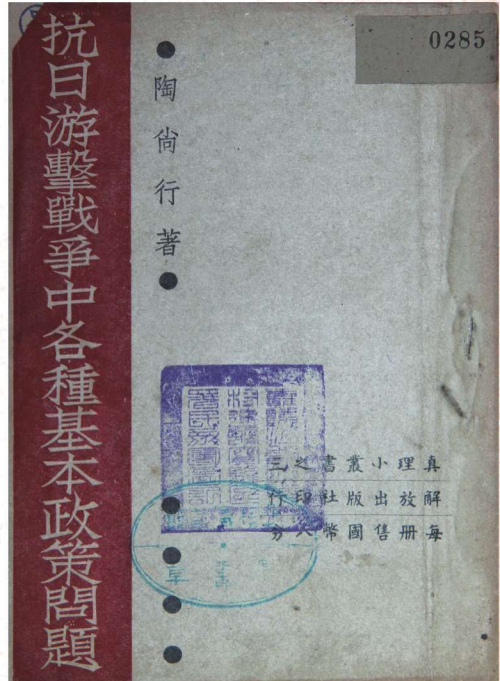 抗日游擊戰爭中各種基本政策問題
陶尚行著
0285
真理小叢書之三
解放出版社印行
每册售國幣八分